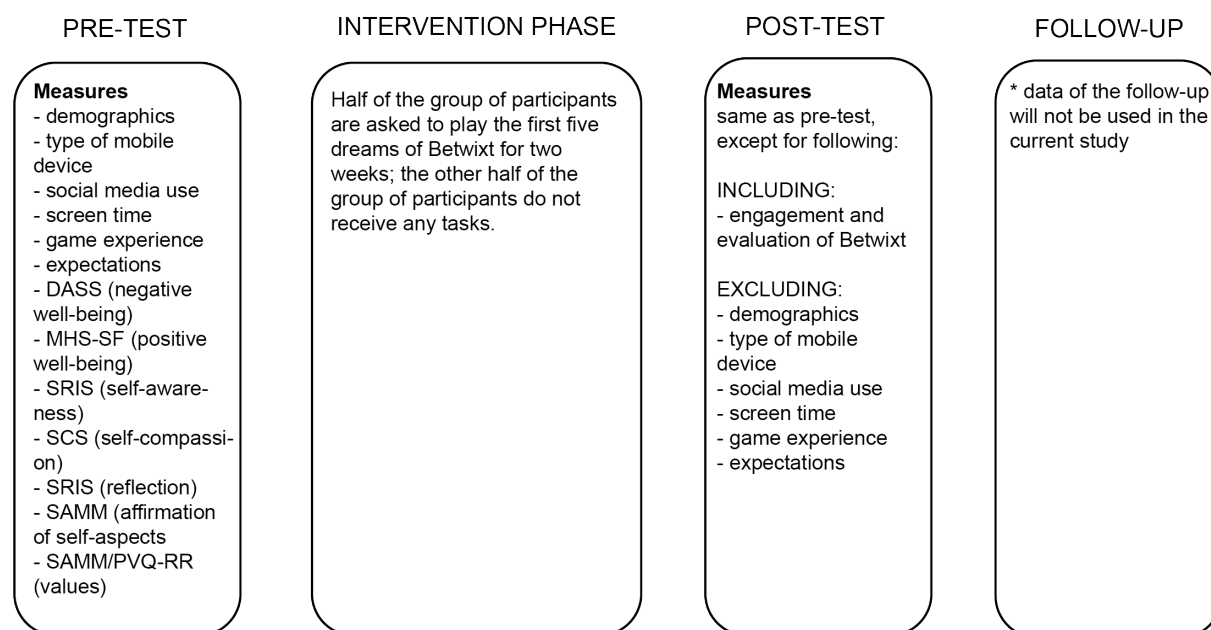 PRE-TEST
Measures
- demographics
- type of mobile
device
- social media use
- screen time
- game experience
- expectations
- DASS (negative
well-being)
- MHS-SF (positive
well-being)
- SRIS (self-aware-
ness)
- SCS (self-compassi-
on)
- SRIS (reflection)
- SAMM (affirmation
of self-aspects
- SAMM/PVQ-RR
(values)
INTERVENTION PHASE
Half of the group of participants
are asked to play the first five
dreams of Betwixt for two
weeks; the other half of the
group of participants do not
receive any tasks.
POST-TEST
Measures
same as pre-test,
except for following:
INCLUDING:
- engagement and
evaluation of Betwixt
EXCLUDING:
- demographics
- type of mobile
device
- social media use
- screen time
- game experience
- expectations
FOLLOW-UP
* data of the follow-up
will not be used in the
current study